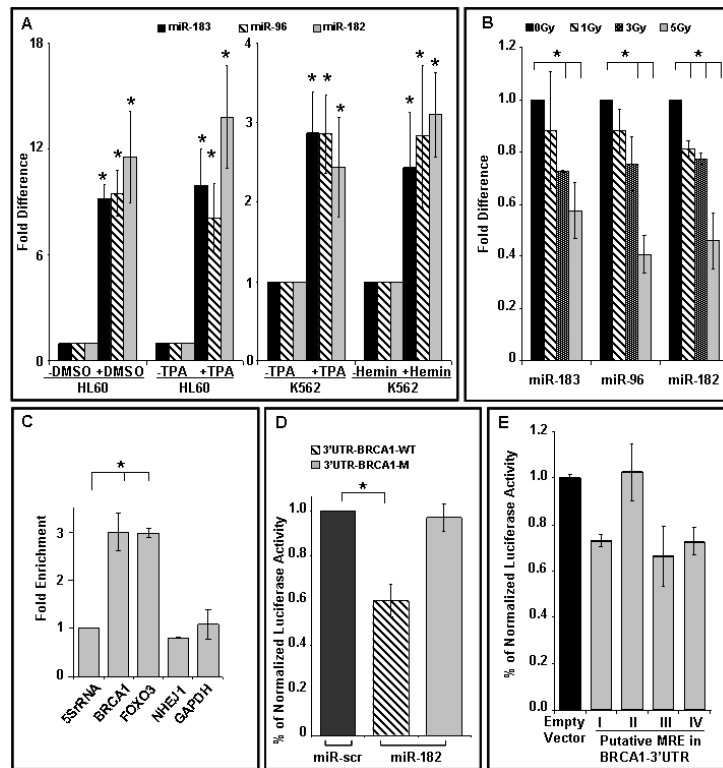 A
miR-183 miR-96 miR-182
Fold Difference
18
12
6
0
* * *
* * *
4
3
2
1
0
* * *
* * *
-DMSO +DMSO
HL60
-TPA +TPA
HL60
-TPA +TPA
K562
-Hemin +Hemin
K562
B
0Gy 1Gy 3Gy 5Gy
Fold Difference
1.2
1.0
0.8
0.6
0.4
0.2
0.0
* * *
miR-183 miR-96 miR-182
C
Fold Enrichment
3
2
1
0
*
5SrRNA BRCA1 FOXO3 NHEJ1 GAPDH
D
3'UTR-BRCA1-WT
3'UTR-BRCA1-M
% of Normalized Luciferase Activity
1.0
0.8
0.6
0.4
0.2
0
*
miR-scr miR-182
E
% of Normalized Luciferase Activity
1.2
1.0
0.8
0.6
0.4
0.2
0
Empty
Vector
I II III IV
Putative MRE in
BRCA1-3'UTR